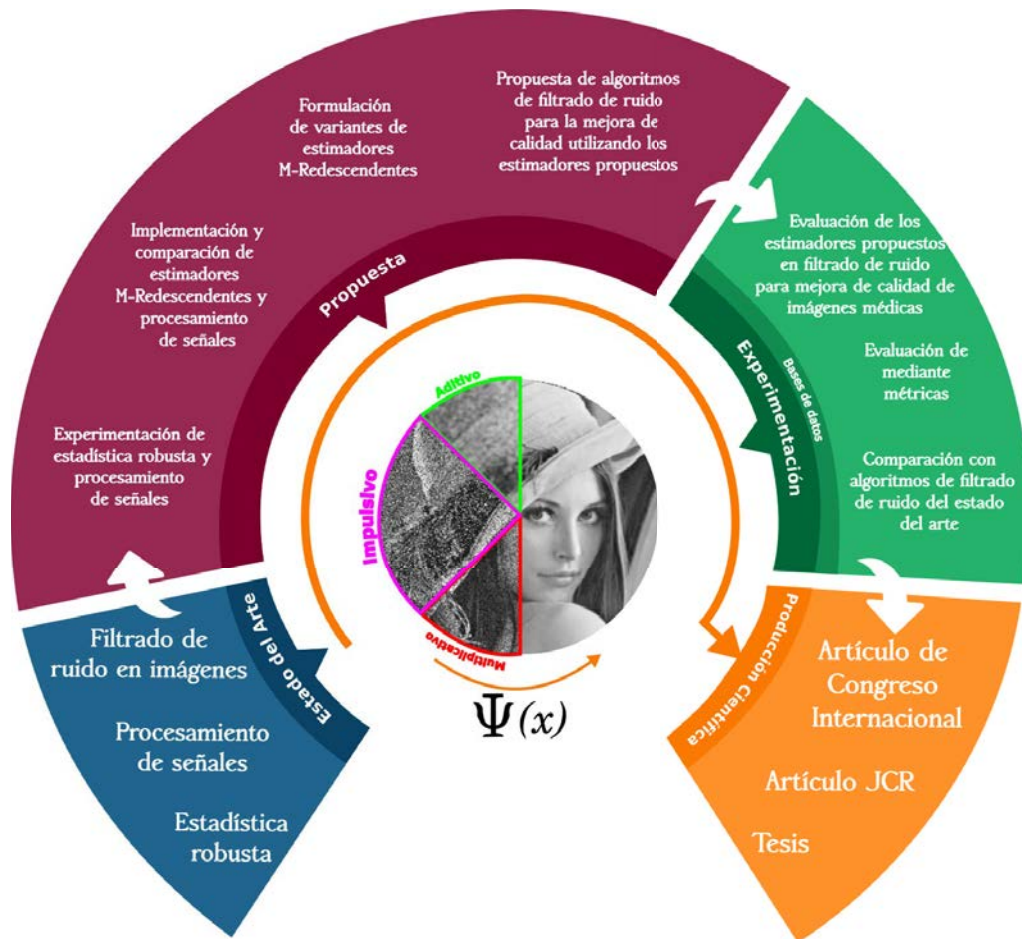 Filtrado de
ruido en imágenes
Procesamiento
de señales
Estadística
robusta
Estado del Arte
Experimentación de
estadística robusta y
procesamiento
de señales
Implementación y
comparación de
estimadores
M-Redescendentes y
procesamiento
de señales
Formulación
de variantes de
estimadores
M-Redescendentes
Propuesta de algoritmos
de filtrado de ruido
para la mejora de
calidad utilizando los
estimadores propuestos
Propuesta
Evaluación de los
estimadores propuestos
en filtrado de ruido
para mejora de calidad de
imágenes médicas
Evaluación de
mediante
métricas
Comparación con
algoritmos de filtrado
de ruido del estado
del arte
Bases de datos
Experimentación
Artículo de
Congreso
Internacional
Artículo JCR
Tesis
Producción Científica
Aditivo
Impulsivo
Multiplicativo
Ψ(x)